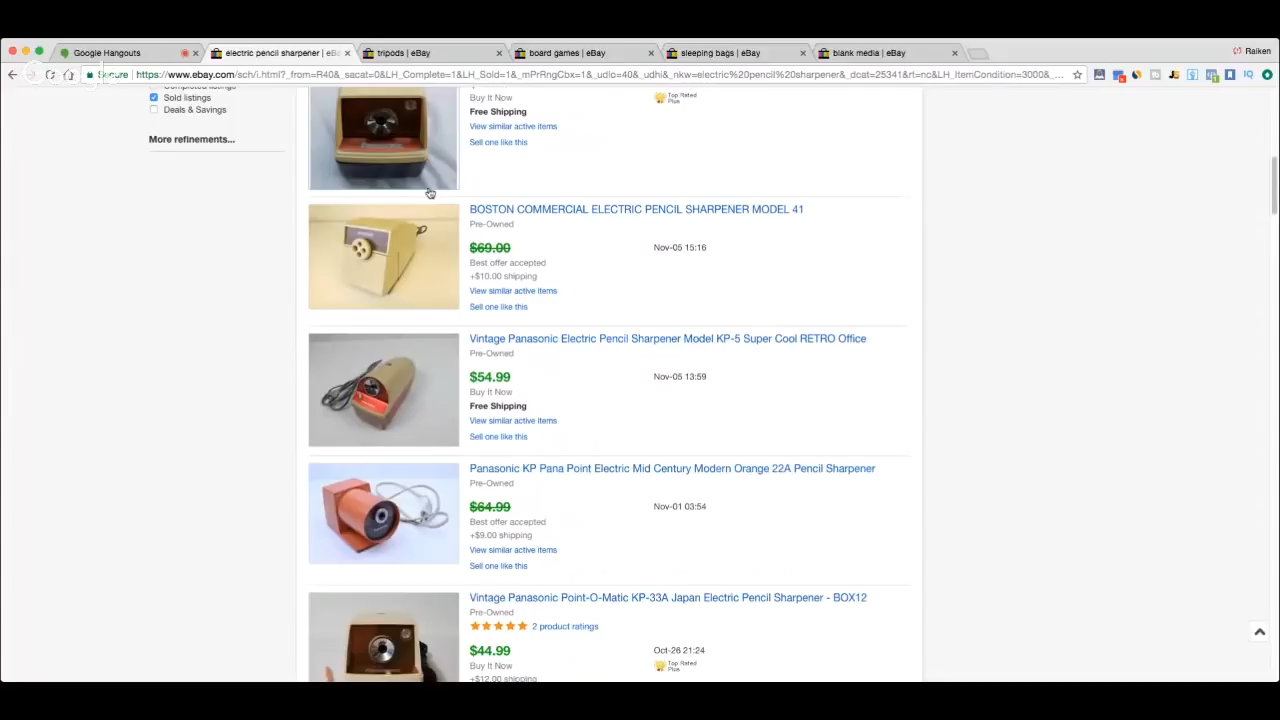 Google Hangouts
electric pencil sharpener | eB
tripods | eBay
board games | eBay
sleeping bags | eBay
blank media | eBay
Raiken
Secure
https://www.ebay.com/sch/i.html?_from=R40&_sacat=0&LH_Complete=1&LH_Sold=1&_mPrRngCbx=1&_udlo=40&_udhi&_nkw=electric%20pencil%20sharpener&_dcat=25341&rt=nc&LH_ItemCondition=3000&_...
Completed listings
Sold listings
Deals & Savings
More refinements...
Buy It Now
Top Rated
Plus
Free Shipping
View similar active items
Sell one like this
BOSTON COMMERCIAL ELECTRIC PENCIL SHARPENER MODEL 41
Pre-Owned
$69.00
Nov-05 15:16
Best offer accepted
+$10.00 shipping
View similar active items
Sell one like this
Vintage Panasonic Electric Pencil Sharpener Model KP-5 Super Cool RETRO Office
Pre-Owned
$54.99
Nov-05 13:59
Buy It Now
Free Shipping
View similar active items
Sell one like this
Panasonic KP Pana Point Electric Mid Century Modern Orange 22A Pencil Sharpener
Pre-Owned
$64.99
Nov-01 03:54
Best offer accepted
+$9.00 shipping
View similar active items
Sell one like this
Vintage Panasonic Point-O-Matic KP-33A Japan Electric Pencil Sharpener - BOX12
Pre-Owned
2 product ratings
$44.99
Oct-26 21:24
Buy It Now
Top Rated
Plus
+$12.00 shipping